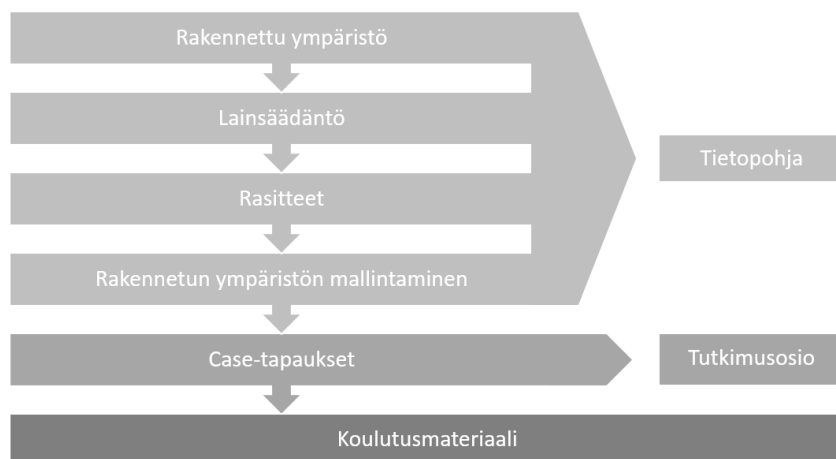 Rakennettu ympäristö
Lainsäädäntö
Tietopohja
Rasitteet
Rakennetun ympäristön mallintaminen
Case-tapaukset
Tutkimusosio
Koulutusmateriaali